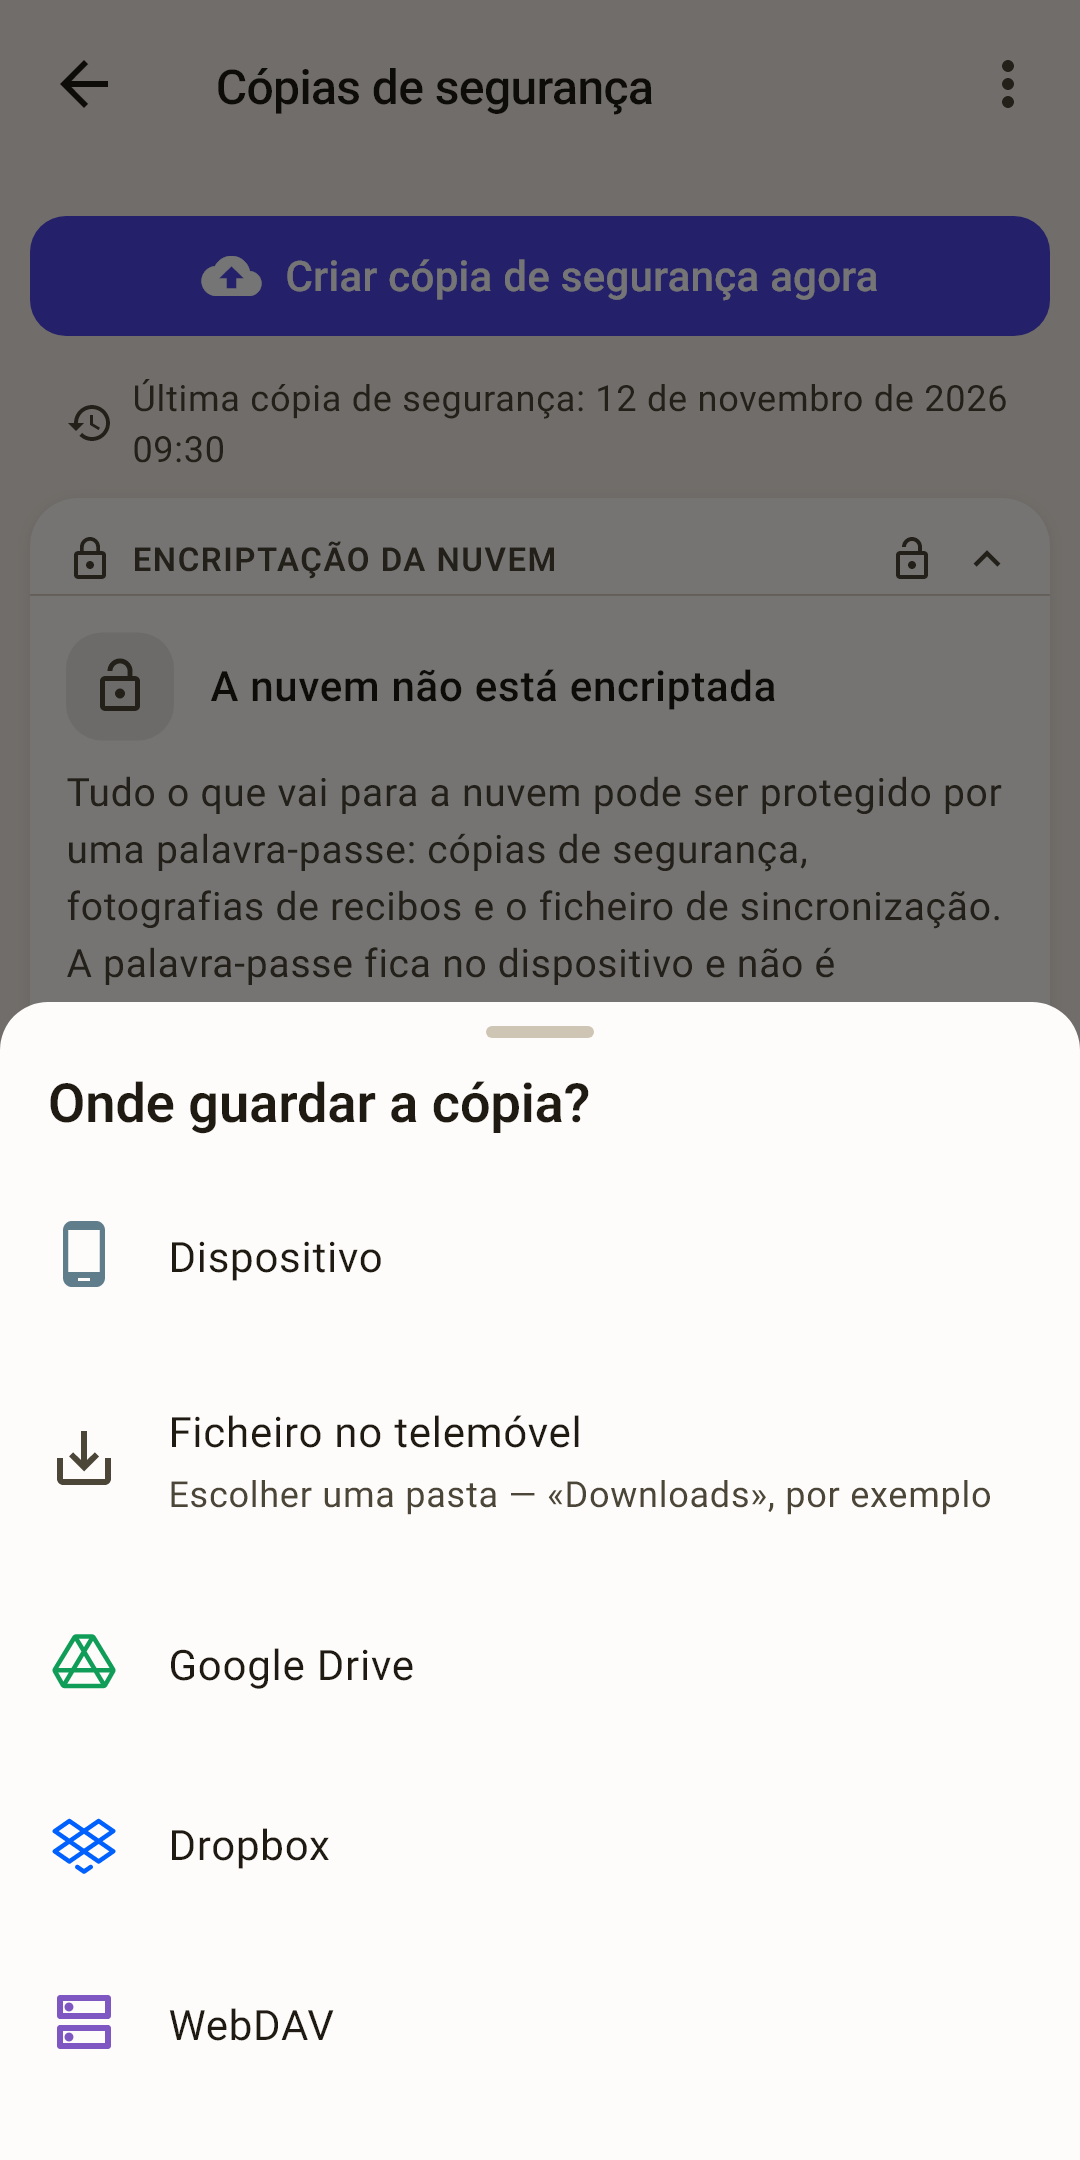 Cópias de segurança
Criar cópia de segurança agora
Última cópia de segurança: 12 de novembro de 2026
09:30
ENCRIPTAÇÃO DA NUVEM
A nuvem não está encriptada
Tudo o que vai para a nuvem pode ser protegido por
uma palavra-passe: cópias de segurança,
fotografias de recibos e o ficheiro de sincronização.
A palavra-passe fica no dispositivo e não é
Onde guardar a cópia?
Dispositivo
Ficheiro no telemóvel
Escolher uma pasta — «Downloads», por exemplo
Google Drive
Dropbox
WebDAV